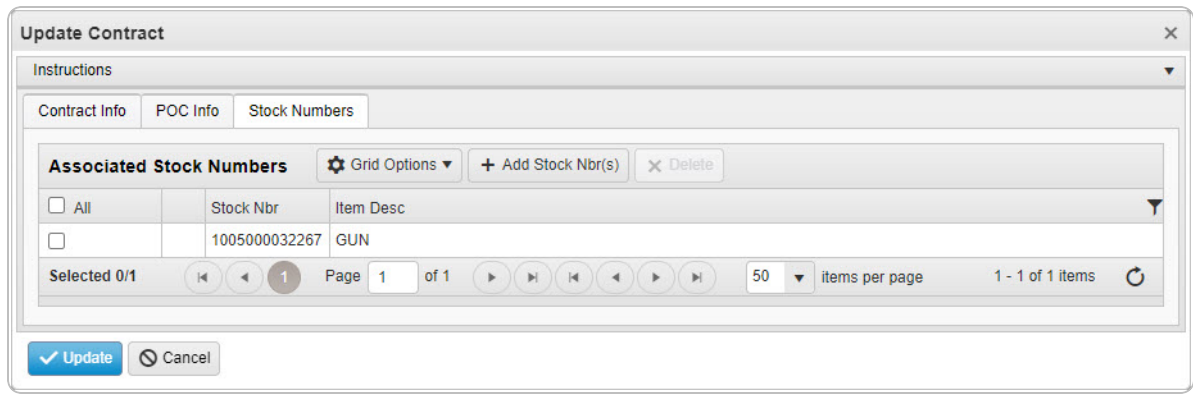 Update Contract
Instructions
Contract Info POC Info Stock Numbers
Associated Stock Numbers Grid Options Add Stock Nbr(s) Delete
All Stock Nbr Item Desc
1005000032267 GUN
Selected 0/1 1 Page 1 of 1 50 items per page 1 - 1 of 1 items
Update Cancel